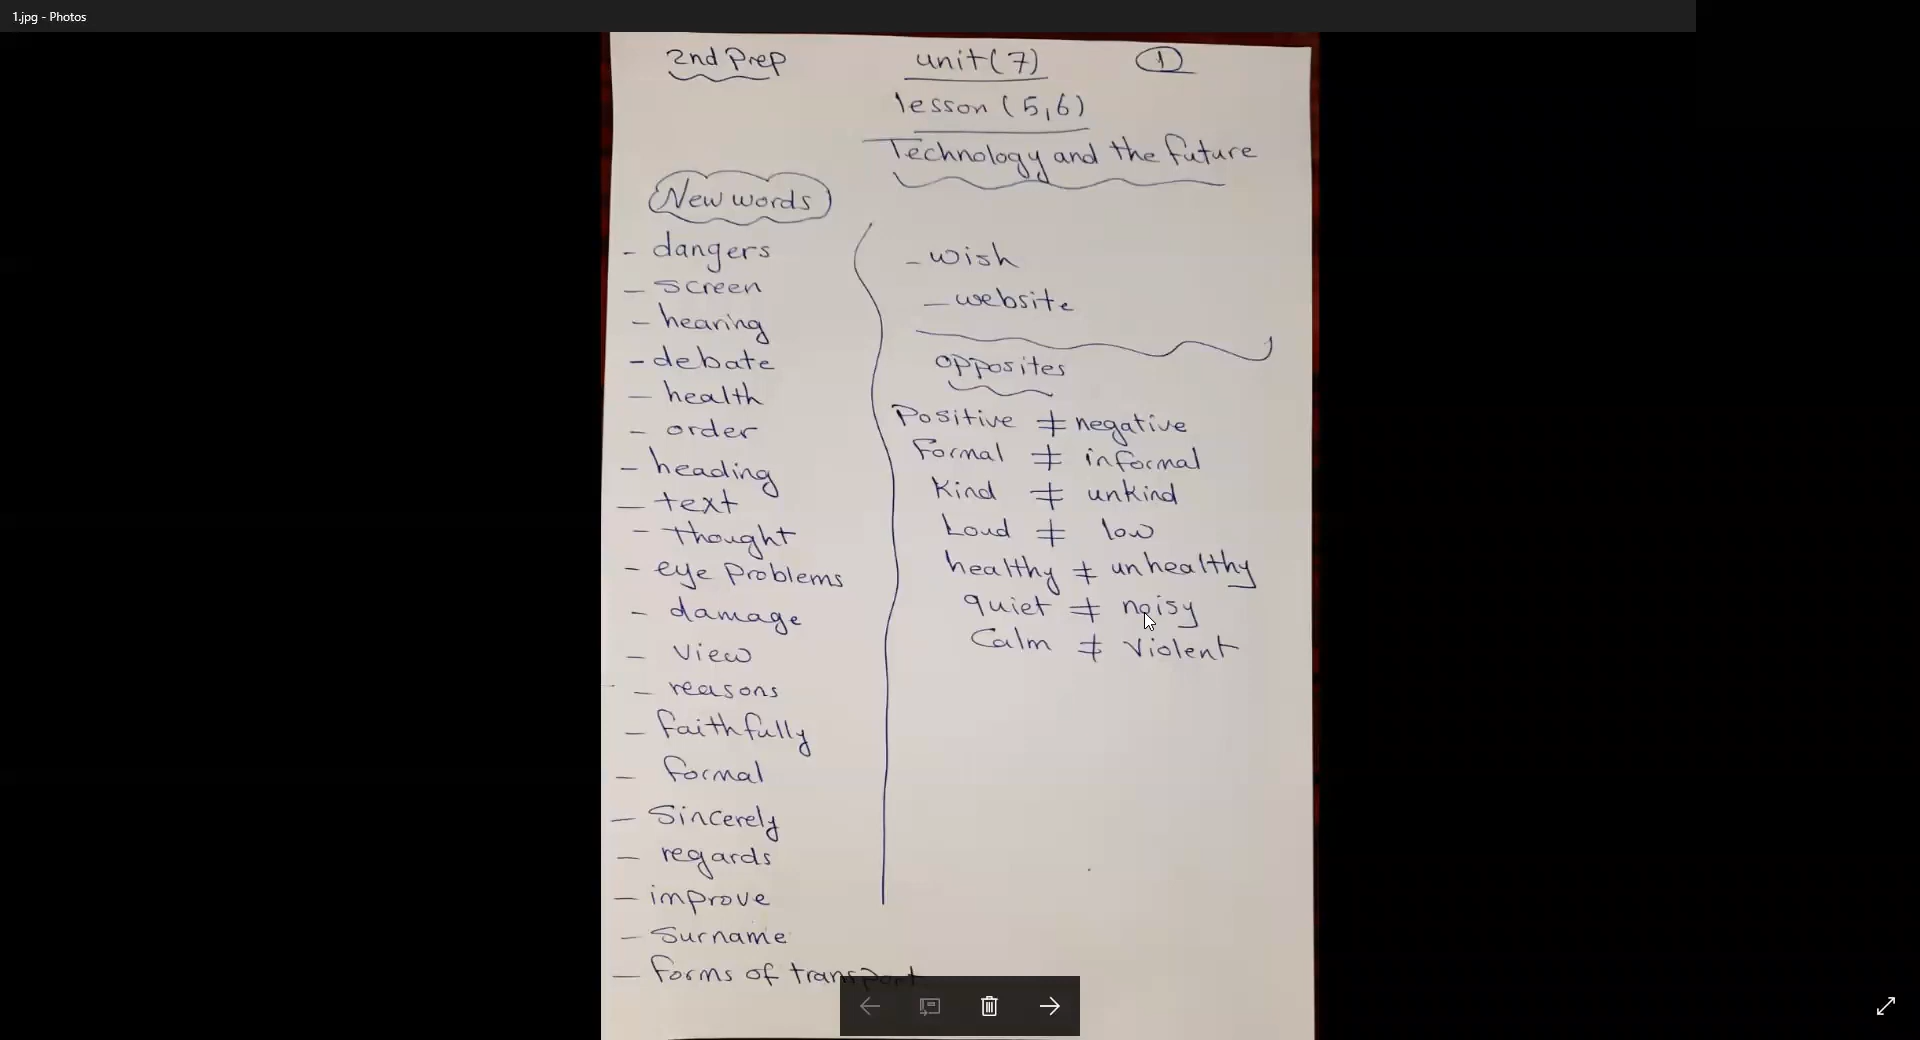 1.jpg - Photos
2nd Prep
unit (7)
1
lesson (5,6)
Technology and the future
New words
- dangers
- screen
- hearing
- debate
- health
- order
- heading
- text
- thought
- eye problems
- damage
- view
- reasons
- faithfully
- formal
- Sincerely
- regards
- improve
- Surname
- forms of transport
- wish
- website
opposites
Positive ≠ negative
Formal ≠ informal
Kind ≠ unkind
Loud ≠ low
healthy ≠ unhealthy
quiet ≠ noisy
Calm ≠ violent